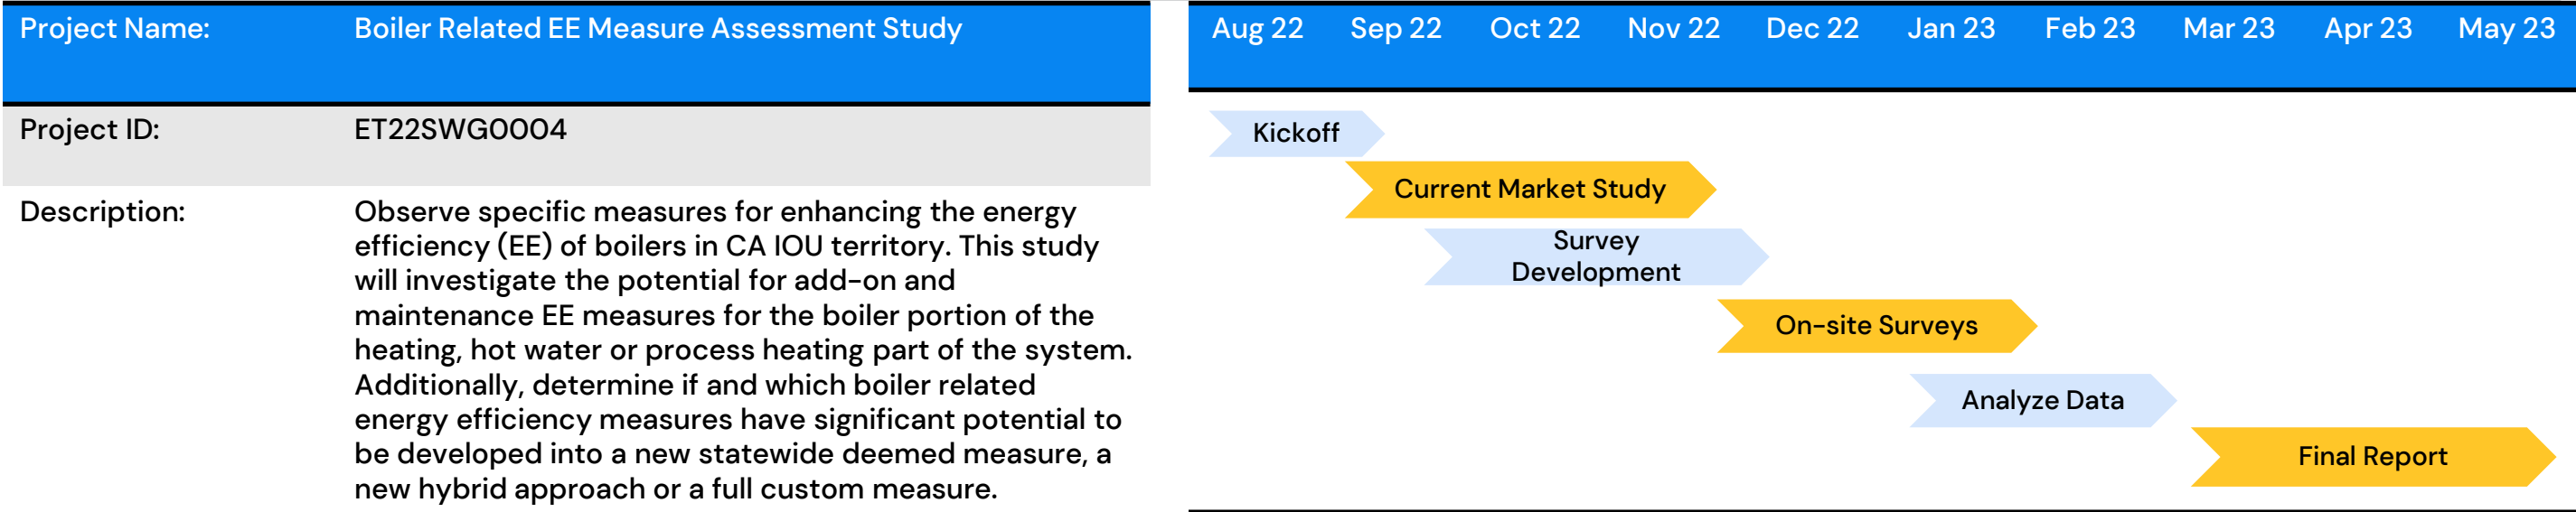 Project Name: Boiler Related EE Measure Assessment Study
Project ID: ET22SWG0004
Description: Observe specific measures for enhancing the energy
efficiency (EE) of boilers in CA IOU territory. This study
will investigate the potential for add-on and
maintenance EE measures for the boiler portion of the
heating, hot water or process heating part of the system.
Additionally, determine if and which boiler related
energy efficiency measures have significant potential to
be developed into a new statewide deemed measure, a
new hybrid approach or a full custom measure.
Aug 22 Sep 22 Oct 22 Nov 22 Dec 22 Jan 23 Feb 23 Mar 23 Apr 23 May 23
Kickoff
Current Market Study
Survey
Development
On-site Surveys
Analyze Data
Final Report